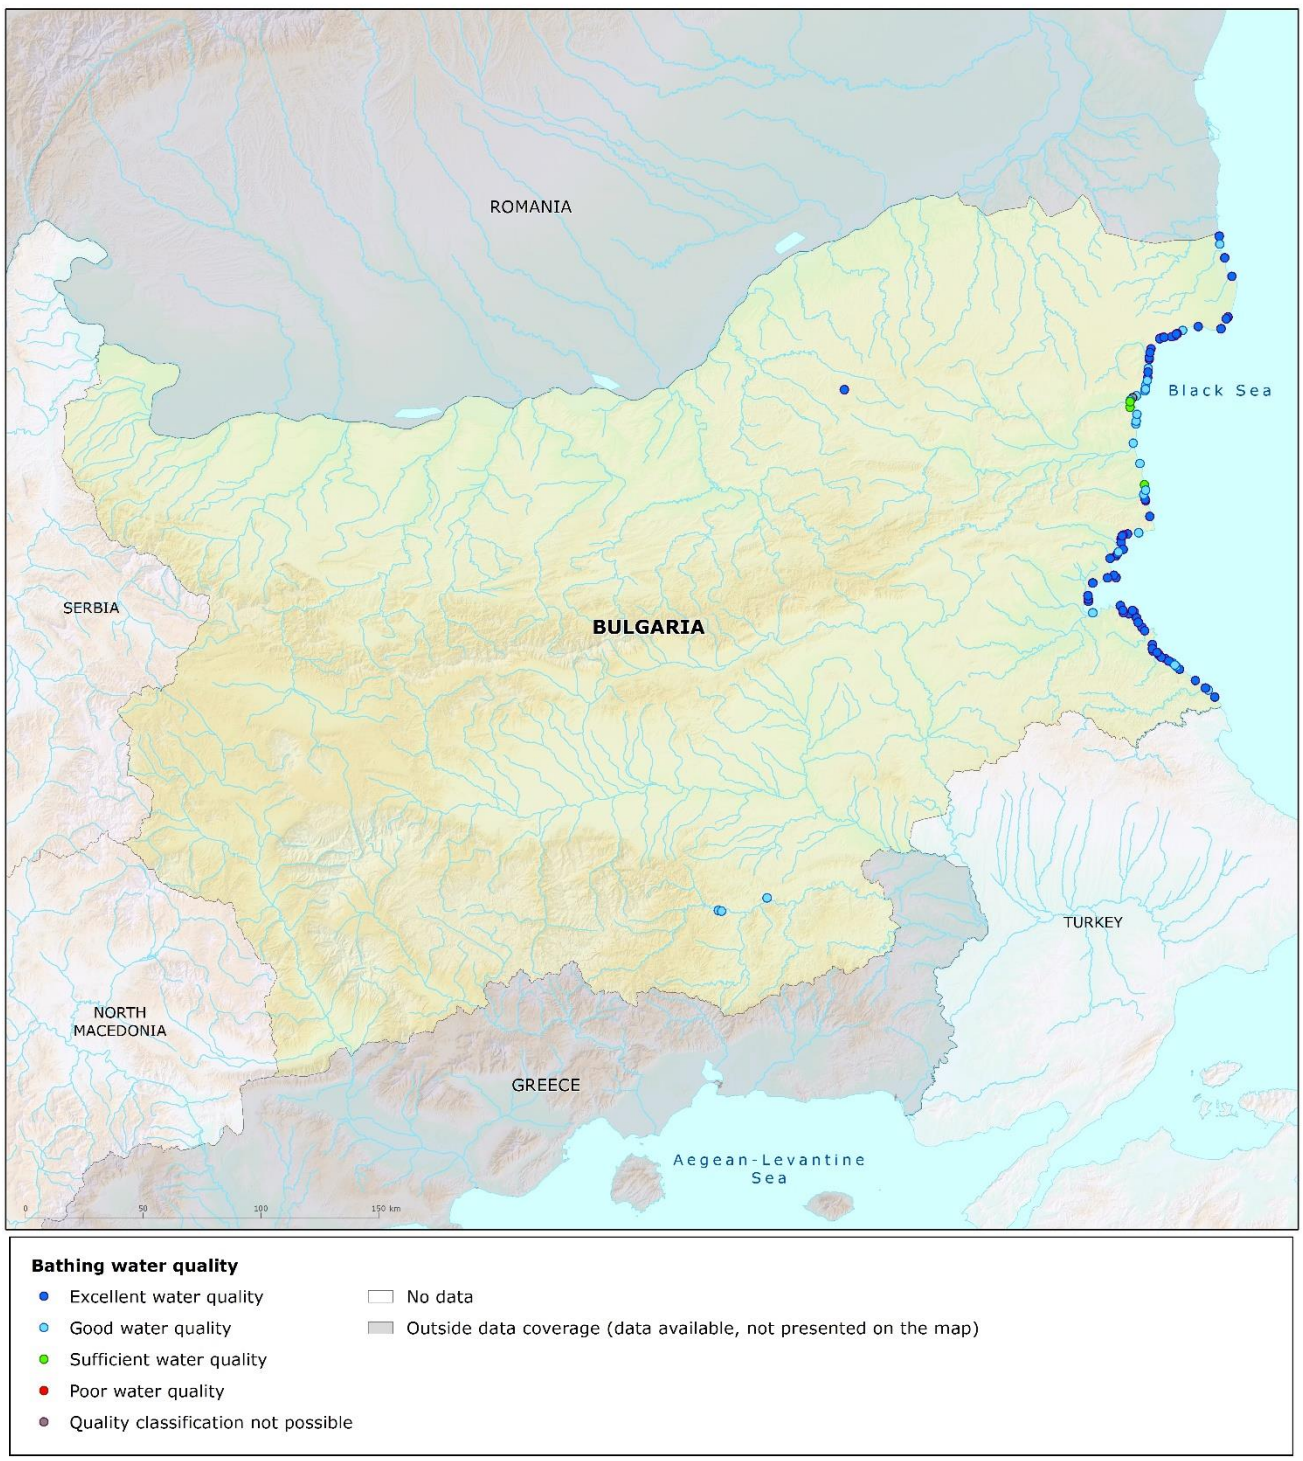 ROMANIA
Black Sea
SERBIA
BULGARIA
TURKEY
NORTH
MACEDONIA
GREECE
Aegean-Levantine
Sea
0 50 100 150 km
Bathing water quality
Excellent water quality
Good water quality
Sufficient water quality
Poor water quality
Quality classification not possible
No data
Outside data coverage (data available, not presented on the map)